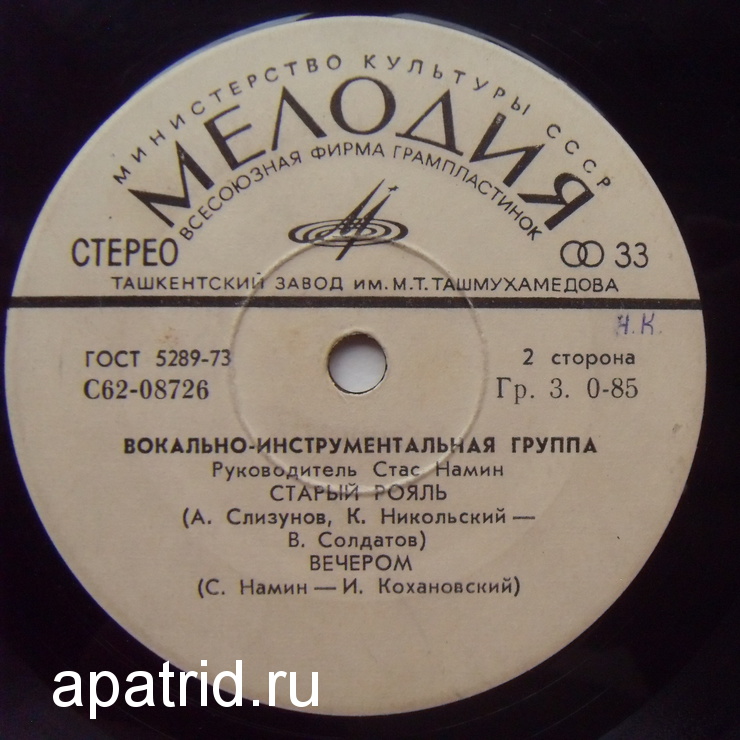 МИНИСТЕРСТВО КУЛЬТУРЫ СССР
МЕЛОДИЯ
ВСЕСОЮЗНАЯ ФИРМА ГРАМПЛАСТИНОК
СТЕРЕО 33
ТАШКЕНТСКИЙ ЗАВОД ИМ. М.Т. ТАШМУХАМЕДОВА
Н.К.
ГОСТ 5289-73 2 сторона
С62-08726 Гр. 3. 0-85
ВОКАЛЬНО-ИНСТРУМЕНТАЛЬНАЯ ГРУППА
Руководитель Стас Намин
СТАРЫЙ РОЯЛЬ
(А. Слизунов, К. Никольский —
В. Солдатов)
ВЕЧЕРОМ
(С. Намин — И. Кохановский)
apatrid.ru